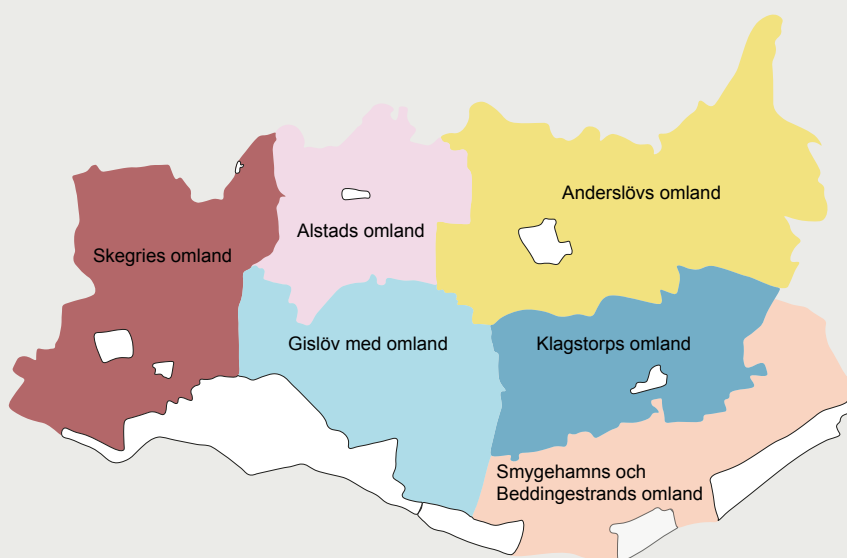 Anderslövs omland
Alstads omland
Skegries omland
Gislöv med omland
Klagstorps omland
Smygehamns och
Beddingestrands omland